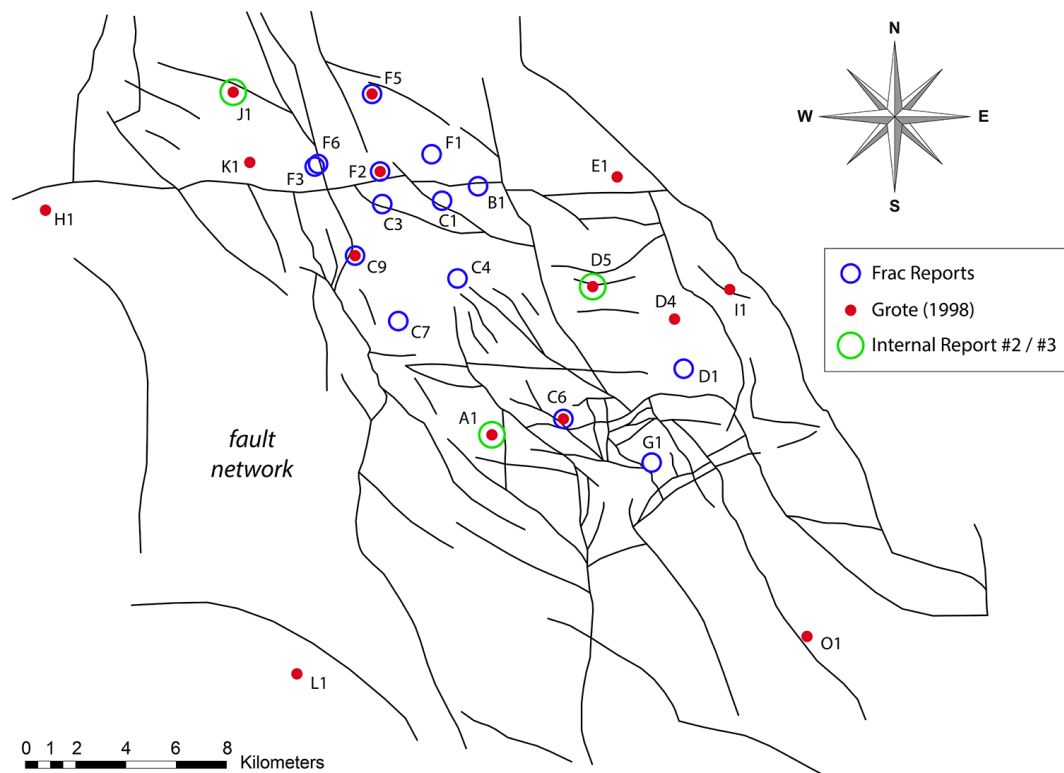 N
F5
J1
W
E
F6
F1
K1
F3
F2
E1
B1
S
H1
C3
C1
C9
C4
D5
Frac Reports
D4
I1
Grote (1998)
C7
Internal Report #2 / #3
D1
C6
A1
fault
G1
network
O1
L1
0 1 2 4 6 8
Kilometers